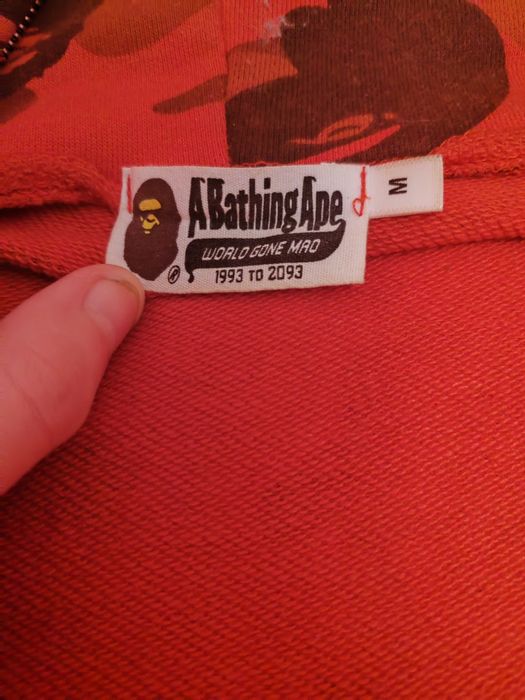 A Bathing Ape
WORLD GONE MAD
® 1993 TO 2093
M